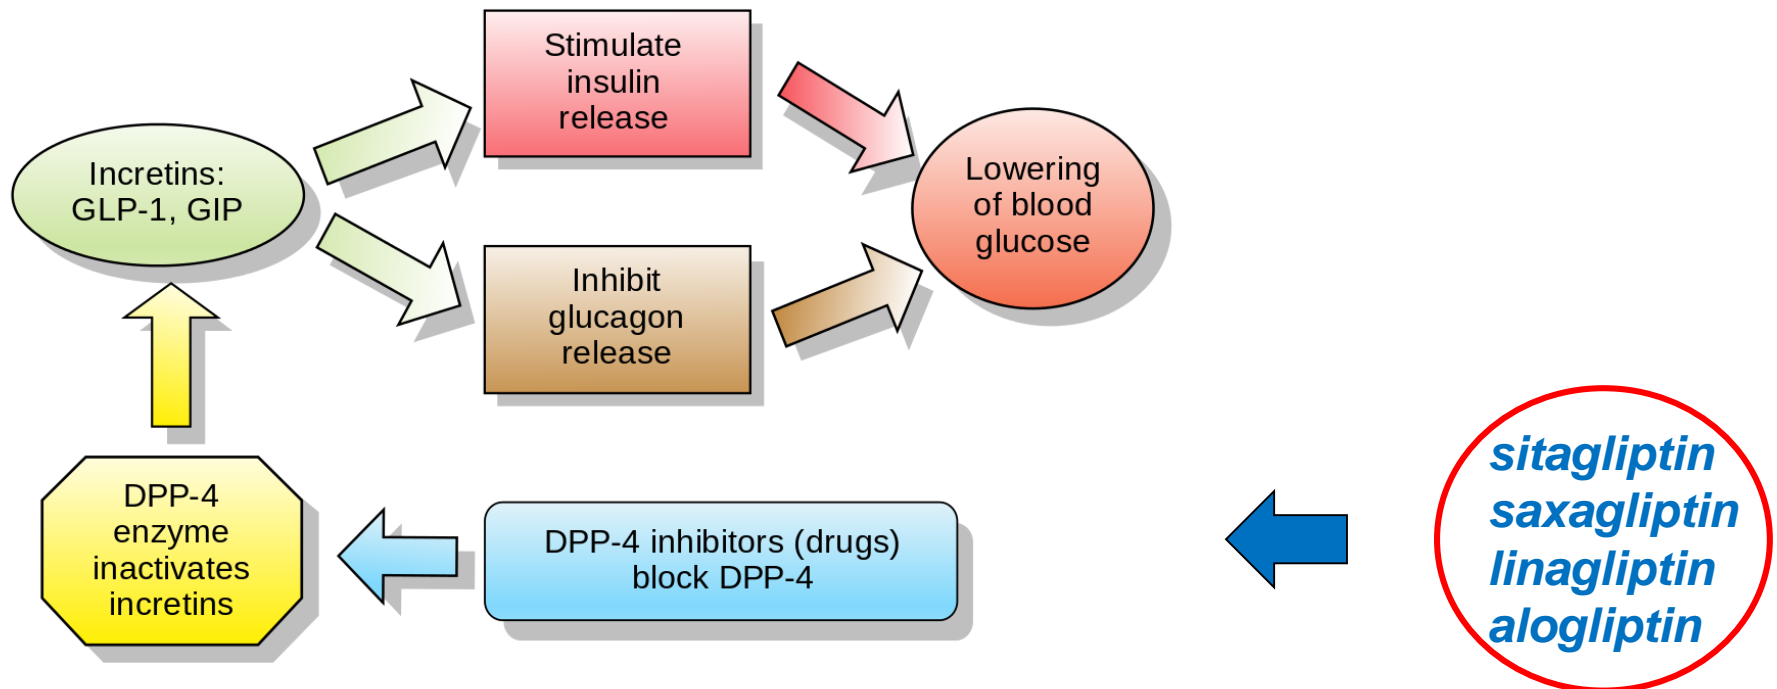 Stimulate
insulin
release
Incretins:
GLP-1, GIP
Lowering
of blood
glucose
Inhibit
glucagon
release
DPP-4
enzyme
inactivates
incretins
DPP-4 inhibitors (drugs)
block DPP-4
sitagliptin
saxagliptin
linagliptin
alogliptin